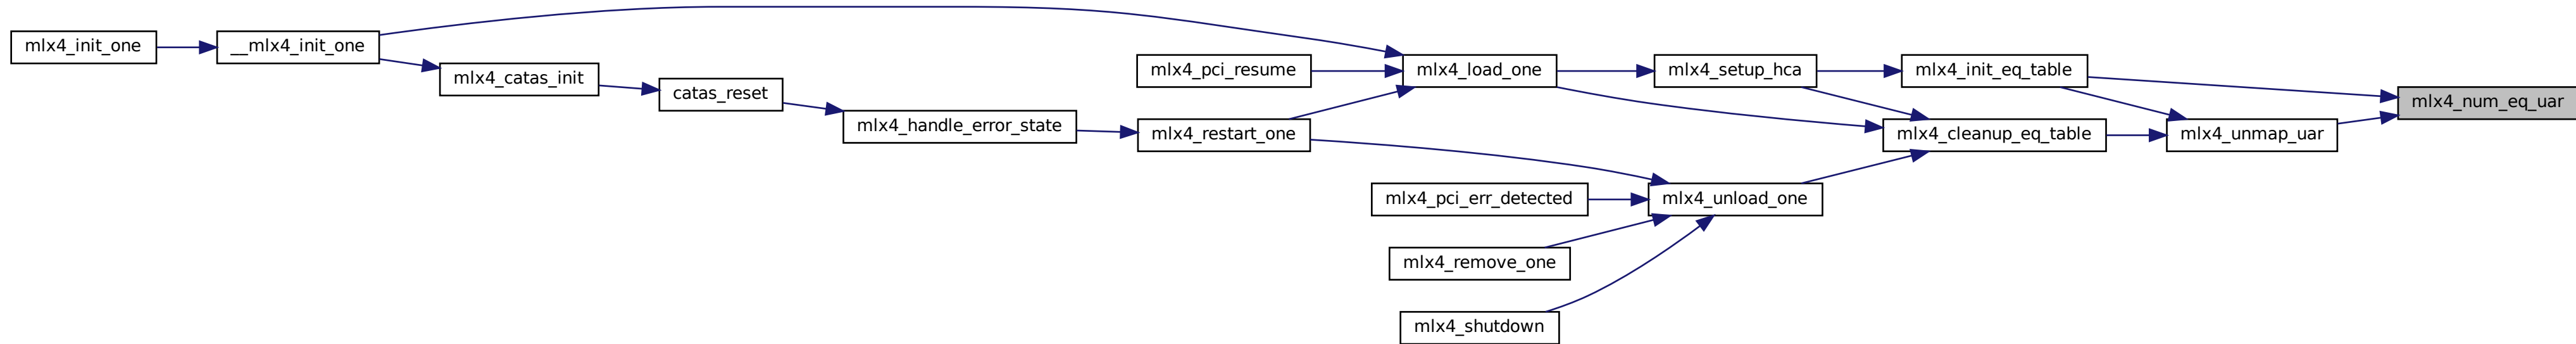 mlx4_init_one
__mlx4_init_one
mlx4_catas_init
catas_reset
mlx4_handle_error_state
mlx4_pci_resume
mlx4_restart_one
mlx4_load_one
mlx4_setup_hca
mlx4_init_eq_table
mlx4_cleanup_eq_table
mlx4_unmap_uar
mlx4_num_eq_uar
mlx4_pci_err_detected
mlx4_unload_one
mlx4_remove_one
mlx4_shutdown